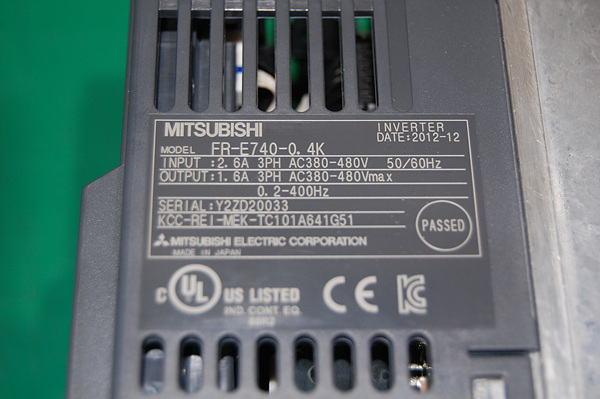 MITSUBISHI INVERTER
MODEL FR-E740-0.4K DATE:2012-12
INPUT :2.6A 3PH AC380-480V 50/60Hz
OUTPUT:1.6A 3PH AC380-480Vmax
0.2-400Hz
SERIAL:Y2ZD20033
KCC-REI-MEK-TC101A641G51
PASSED
MITSUBISHI ELECTRIC CORPORATION
MADE IN JAPAN
C UL US LISTED CE KC
IND. CONT. EQ.